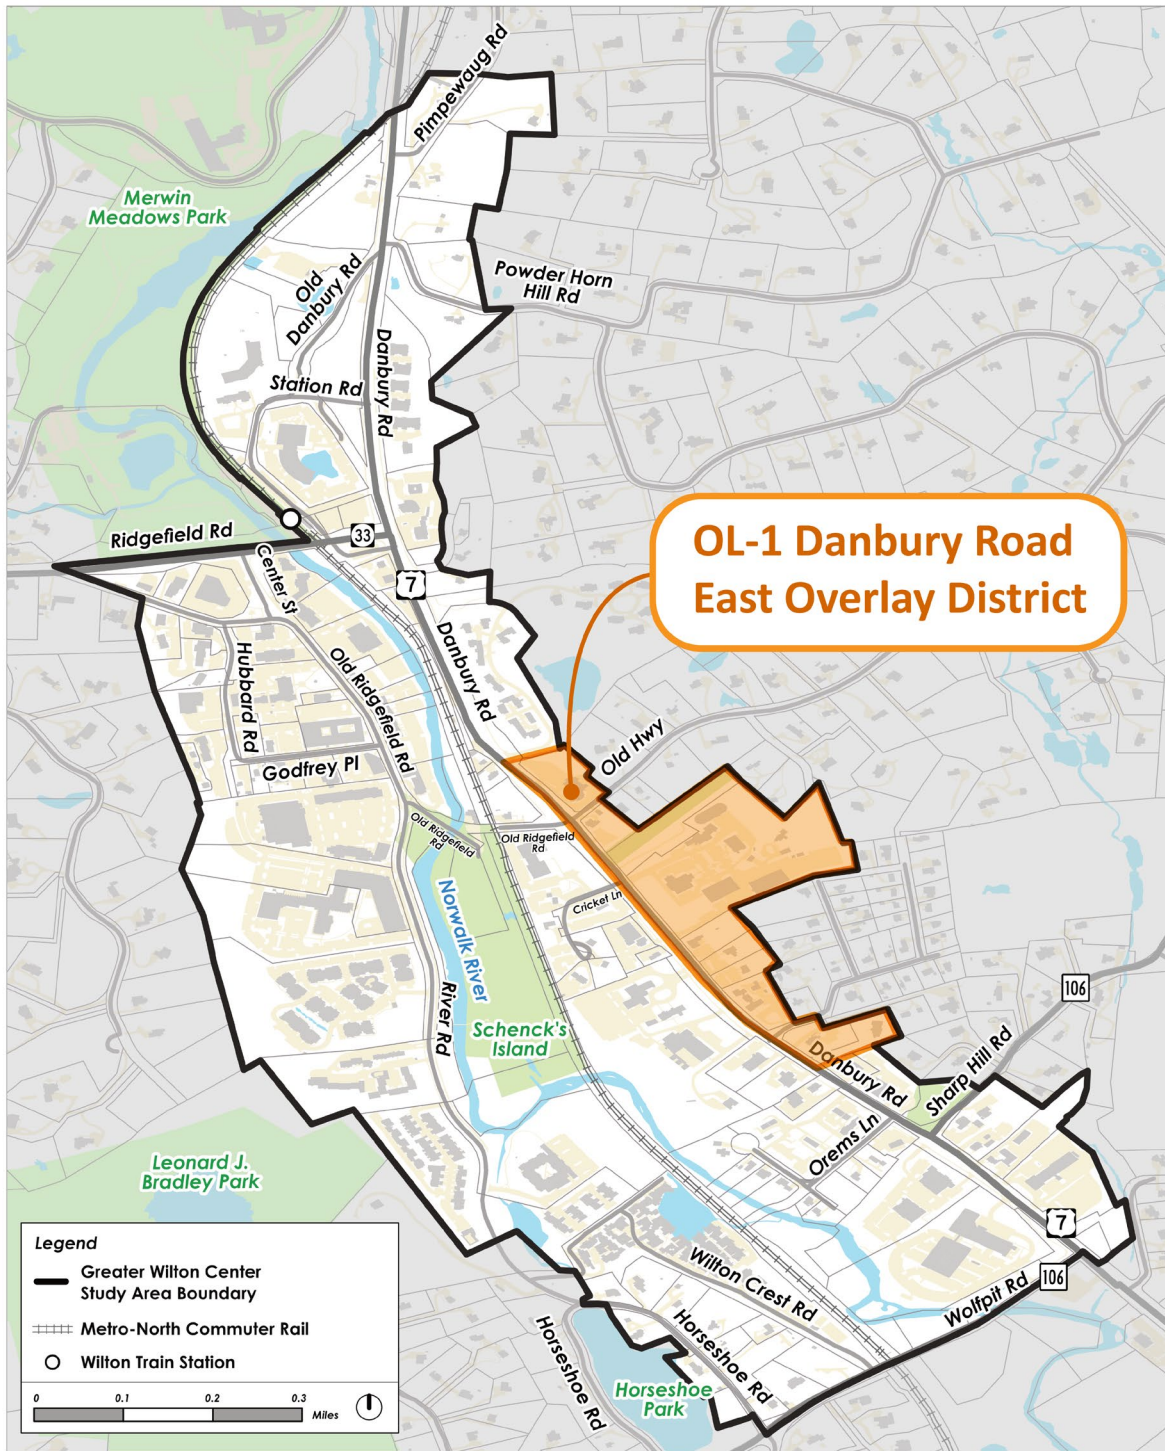 Pimpewaug Rd
Merwin
Meadows Park
Old
Danbury Rd
Powder Horn
Hill Rd
Danbury Rd
Station Rd
OL-1 Danbury Road
East Overlay District
Ridgefield Rd
33
Center St
7
Danbury Rd
Hubbard Rd
Old Ridgefield Rd
Old Hwy
Godfrey Pl
Old Ridgefield
Rd
Old Ridgefield
Rd
Cricket Ln
Norwalk River
River Rd
Schenck's
Island
106
Danbury Rd
Sharp Hill Rd
Orems Ln
Leonard J.
Bradley Park
7
106
Wilton Crest Rd
Wolfpit Rd
Horseshoe Rd
Horseshoe Rd
Horseshoe
Park
Legend
Greater Wilton Center
Study Area Boundary
Metro-North Commuter Rail
Wilton Train Station
0 0.1 0.2 0.3
Miles